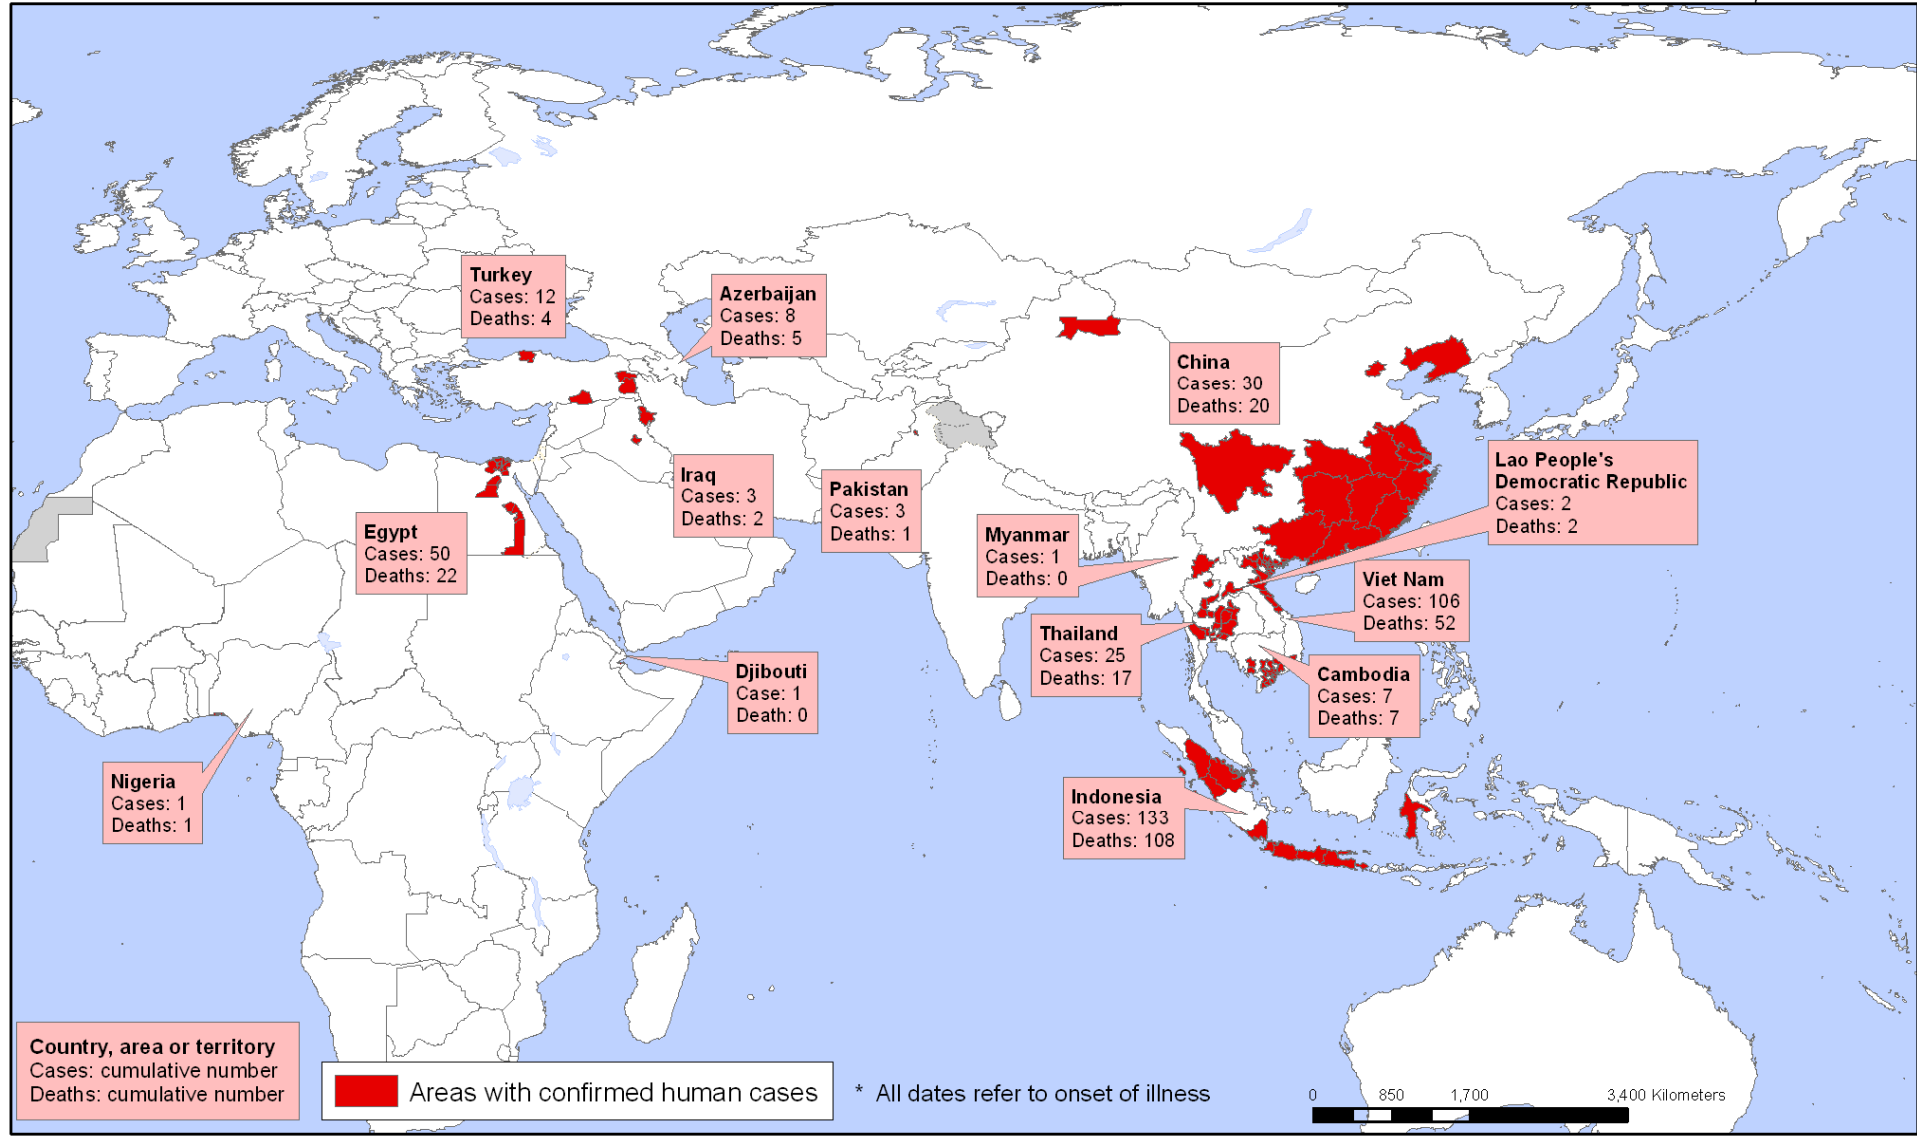 Turkey
Cases: 12
Deaths: 4
Azerbaijan
Cases: 8
Deaths: 5
China
Cases: 30
Deaths: 20
Lao People's
Democratic Republic
Cases: 2
Deaths: 2
Iraq
Cases: 3
Deaths: 2
Pakistan
Cases: 3
Deaths: 1
Egypt
Cases: 50
Deaths: 22
Myanmar
Cases: 1
Deaths: 0
Viet Nam
Cases: 106
Deaths: 52
Thailand
Cases: 25
Deaths: 17
Djibouti
Case: 1
Death: 0
Cambodia
Cases: 7
Deaths: 7
Nigeria
Cases: 1
Deaths: 1
Indonesia
Cases: 133
Deaths: 108
Country, area or territory
Cases: cumulative number
Deaths: cumulative number
Areas with confirmed human cases
* All dates refer to onset of illness
0 850 1,700 3,400 Kilometers